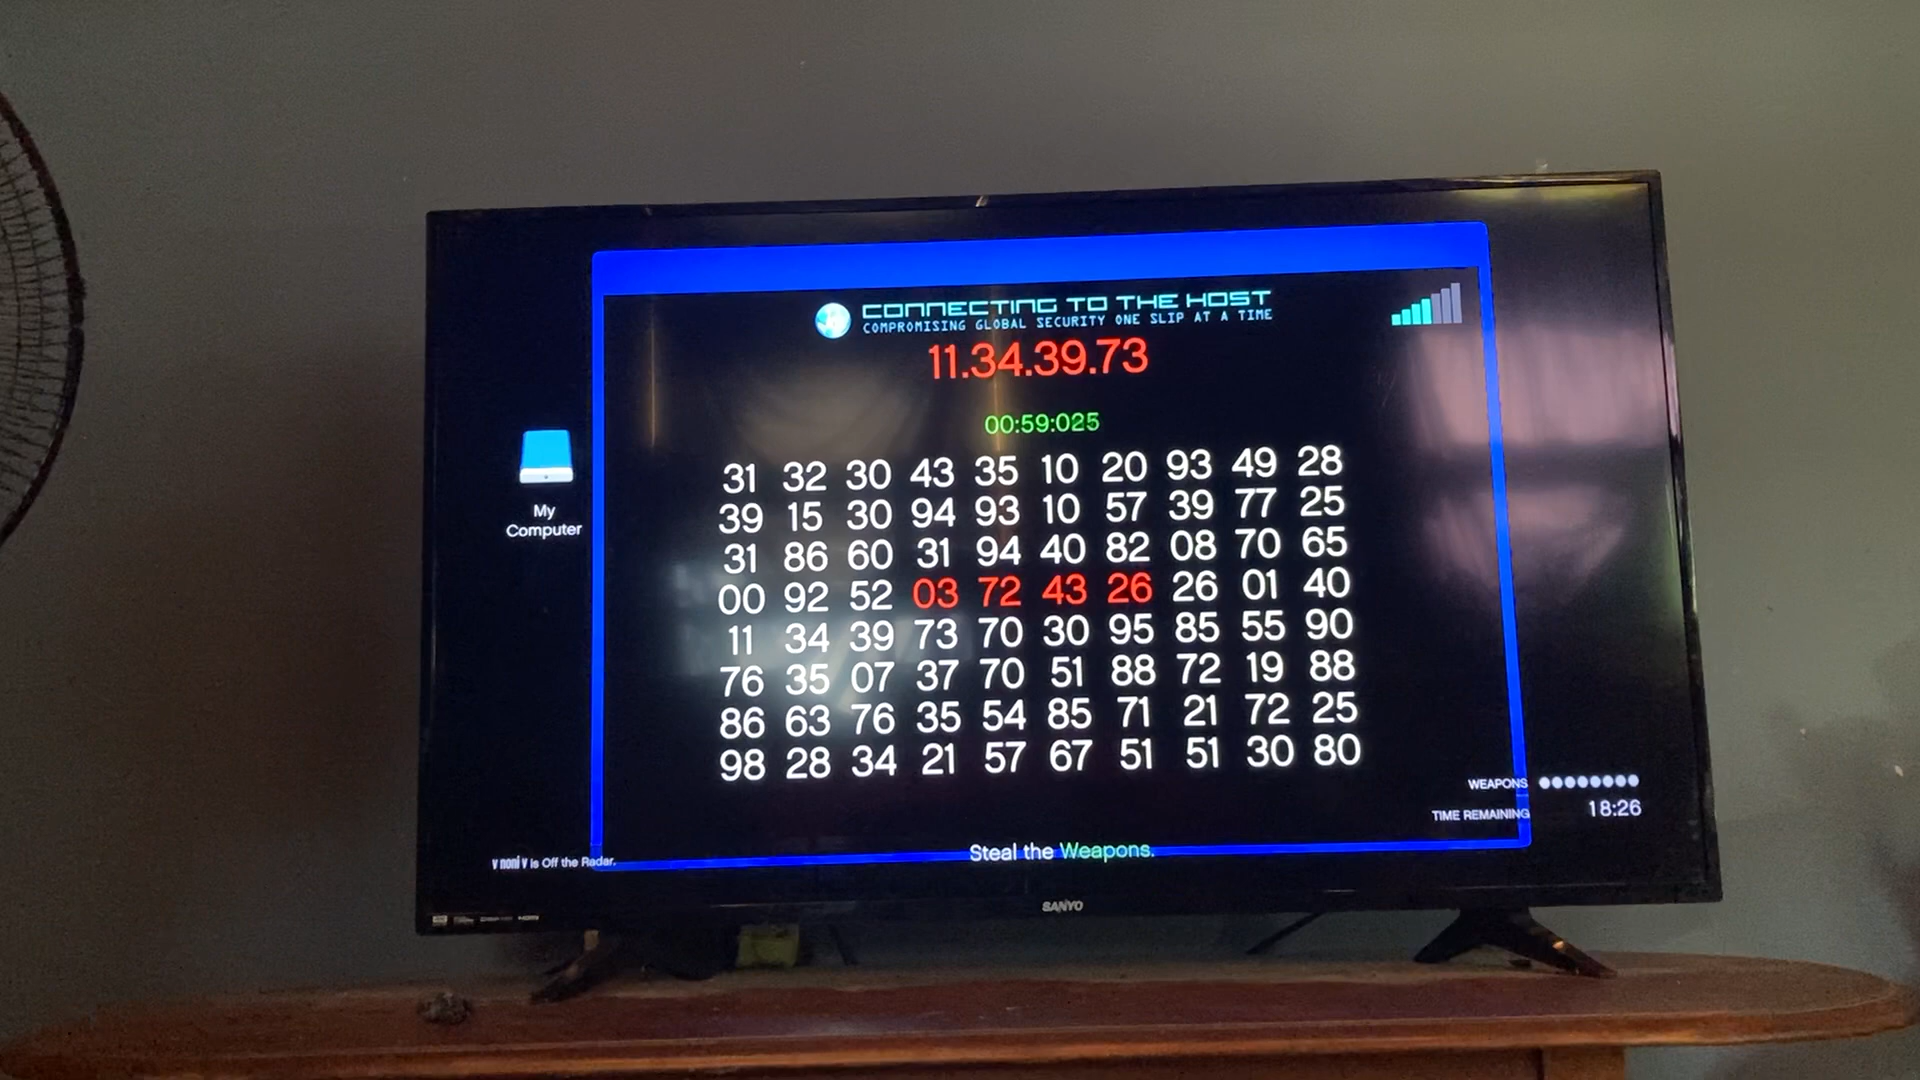 CONNECTING TO THE HOST
COMPROMISING GLOBAL SECURITY ONE SLIP AT A TIME
11.34.39.73
00:59:025
31 32 30 43 35 10 20 93 49 28
39 15 30 94 93 10 57 39 77 25
31 86 60 31 94 40 82 08 70 65
00 92 52 03 72 43 26 26 01 40
11 34 39 73 70 30 95 85 55 90
76 35 07 37 70 51 88 72 19 88
86 63 76 35 54 85 71 21 72 25
98 28 34 21 57 67 51 51 30 80
My
Computer
WEAPONS
TIME REMAINING 18:26
Steal the Weapons.
v noni v is Off the Radar.
SANYO